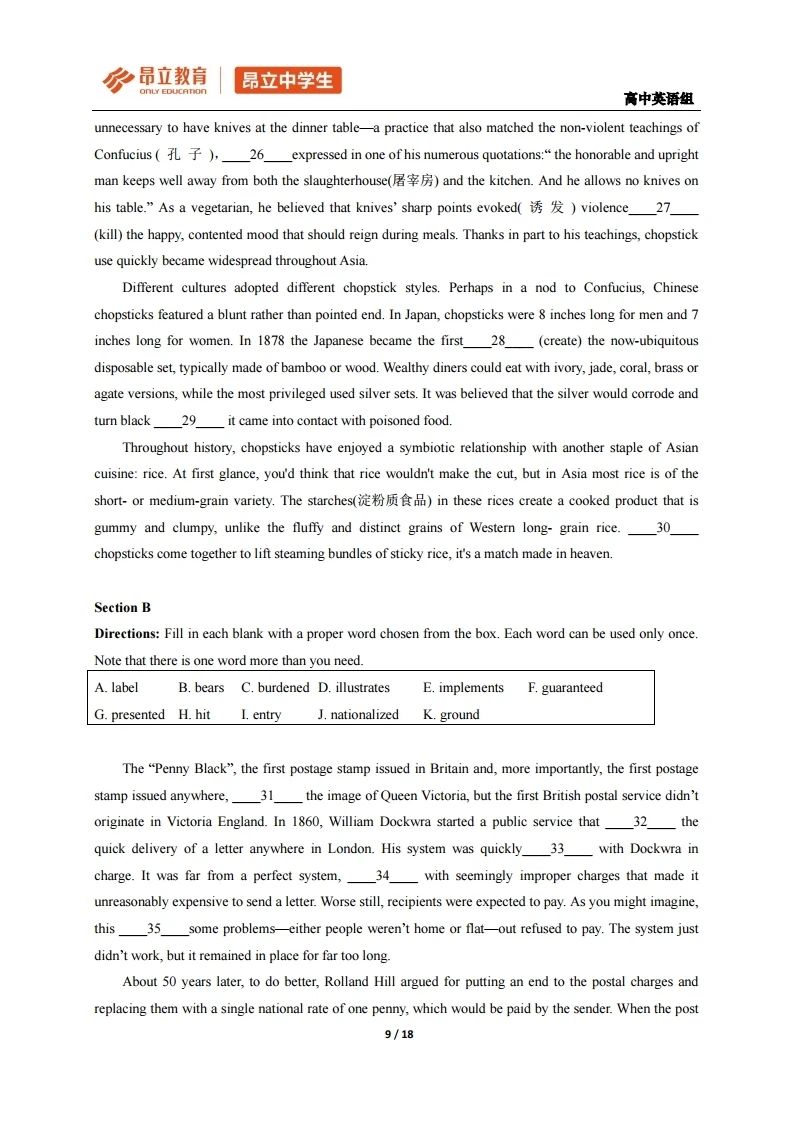 昂立教育
ONLY EDUCATION
昂立中学生
高中英语组
unnecessary to have knives at the dinner table—a practice that also matched the non-violent teachings of
Confucius ( 孔 子 ), ____26____expressed in one of his numerous quotations:“ the honorable and upright
man keeps well away from both the slaughterhouse(屠宰房) and the kitchen. And he allows no knives on
his table.” As a vegetarian, he believed that knives’ sharp points evoked( 诱 发 ) violence____27____
(kill) the happy, contented mood that should reign during meals. Thanks in part to his teachings, chopstick
use quickly became widespread throughout Asia.
Different cultures adopted different chopstick styles. Perhaps in a nod to Confucius, Chinese
chopsticks featured a blunt rather than pointed end. In Japan, chopsticks were 8 inches long for men and 7
inches long for women. In 1878 the Japanese became the first____28____ (create) the now-ubiquitous
disposable set, typically made of bamboo or wood. Wealthy diners could eat with ivory, jade, coral, brass or
agate versions, while the most privileged used silver sets. It was believed that the silver would corrode and
turn black ____29____ it came into contact with poisoned food.
Throughout history, chopsticks have enjoyed a symbiotic relationship with another staple of Asian
cuisine: rice. At first glance, you'd think that rice wouldn't make the cut, but in Asia most rice is of the
short- or medium-grain variety. The starches(淀粉质食品) in these rices create a cooked product that is
gummy and clumpy, unlike the fluffy and distinct grains of Western long- grain rice. ____30____
chopsticks come together to lift steaming bundles of sticky rice, it's a match made in heaven.
Section B
Directions: Fill in each blank with a proper word chosen from the box. Each word can be used only once.
Note that there is one word more than you need.
A. label B. bears C. burdened D. illustrates E. implements F. guaranteed
G. presented H. hit I. entry J. nationalized K. ground
The “Penny Black”, the first postage stamp issued in Britain and, more importantly, the first postage
stamp issued anywhere, ____31____ the image of Queen Victoria, but the first British postal service didn’t
originate in Victoria England. In 1860, William Dockwra started a public service that ____32____ the
quick delivery of a letter anywhere in London. His system was quickly____33____ with Dockwra in
charge. It was far from a perfect system, ____34____ with seemingly improper charges that made it
unreasonably expensive to send a letter. Worse still, recipients were expected to pay. As you might imagine,
this ____35____some problems—either people weren’t home or flat—out refused to pay. The system just
didn’t work, but it remained in place for far too long.
About 50 years later, to do better, Rolland Hill argued for putting an end to the postal charges and
replacing them with a single national rate of one penny, which would be paid by the sender. When the post
9 / 18